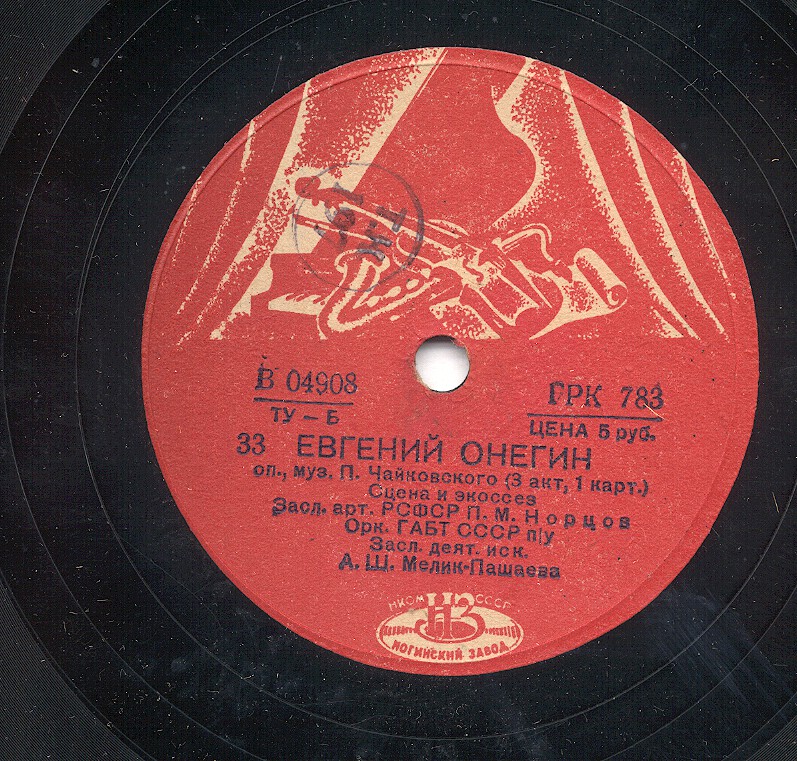 В 04908
ГРК 783
ТУ – Б
ЦЕНА 5 руб.
33 ЕВГЕНИЙ ОНЕГИН
оп., муз. П. Чайковского (3 акт, 1 карт.)
Сцена и экоссез
Засл. арт. РСФСР П. М. Норцов
Орк. ГАБТ СССР п/у
Засл. деят. иск.
А. Ш. Мелик-Пашаева
НКСМ НЗ СССР
НОГИНСКИЙ ЗАВОД